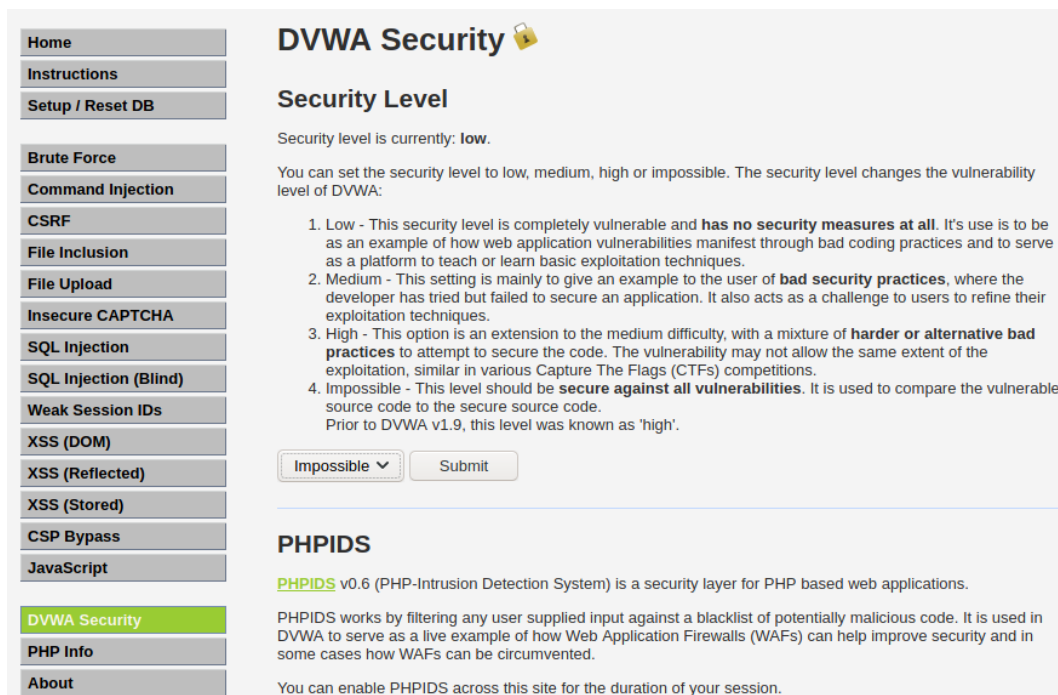 Home
Instructions
Setup / Reset DB
Brute Force
Command Injection
CSRF
File Inclusion
File Upload
Insecure CAPTCHA
SQL Injection
SQL Injection (Blind)
Weak Session IDs
XSS (DOM)
XSS (Reflected)
XSS (Stored)
CSP Bypass
JavaScript
DVWA Security
PHP Info
About
DVWA Security
Security Level
Security level is currently: low.
You can set the security level to low, medium, high or impossible. The security level changes the vulnerability
level of DVWA:
1. Low - This security level is completely vulnerable and has no security measures at all. It's use is to be
as an example of how web application vulnerabilities manifest through bad coding practices and to serve
as a platform to teach or learn basic exploitation techniques.
2. Medium - This setting is mainly to give an example to the user of bad security practices, where the
developer has tried but failed to secure an application. It also acts as a challenge to users to refine their
exploitation techniques.
3. High - This option is an extension to the medium difficulty, with a mixture of harder or alternative bad
practices to attempt to secure the code. The vulnerability may not allow the same extent of the
exploitation, similar in various Capture The Flags (CTFs) competitions.
4. Impossible - This level should be secure against all vulnerabilities. It is used to compare the vulnerable
source code to the secure source code.
Prior to DVWA v1.9, this level was known as 'high'.
Impossible Submit
PHPIDS
PHPIDS v0.6 (PHP-Intrusion Detection System) is a security layer for PHP based web applications.
PHPIDS works by filtering any user supplied input against a blacklist of potentially malicious code. It is used in
DVWA to serve as a live example of how Web Application Firewalls (WAFs) can help improve security and in
some cases how WAFs can be circumvented.
You can enable PHPIDS across this site for the duration of your session.